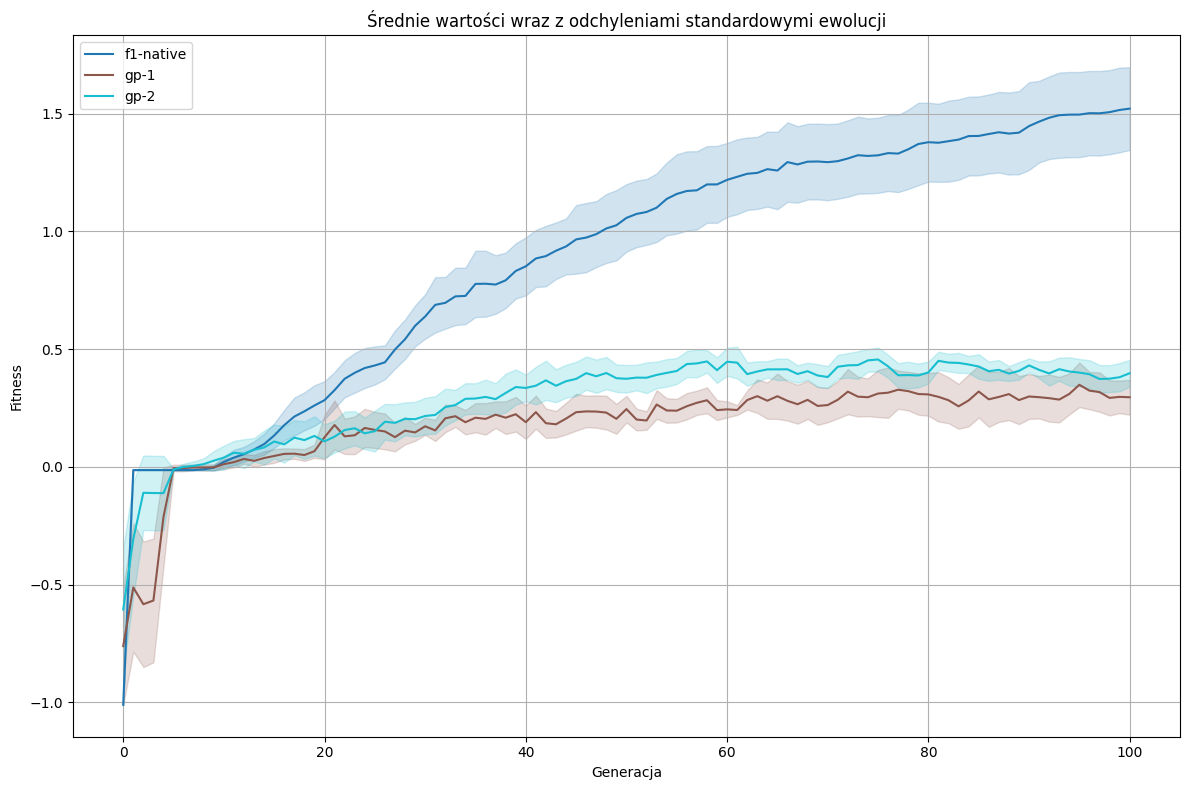 Średnie wartości wraz z odchyleniami standardowymi ewolucji
f1-native
gp-1
gp-2
1.5
1.0
0.5
0.0
−0.5
−1.0
Fitness
0 20 40 60 80 100
Generacja